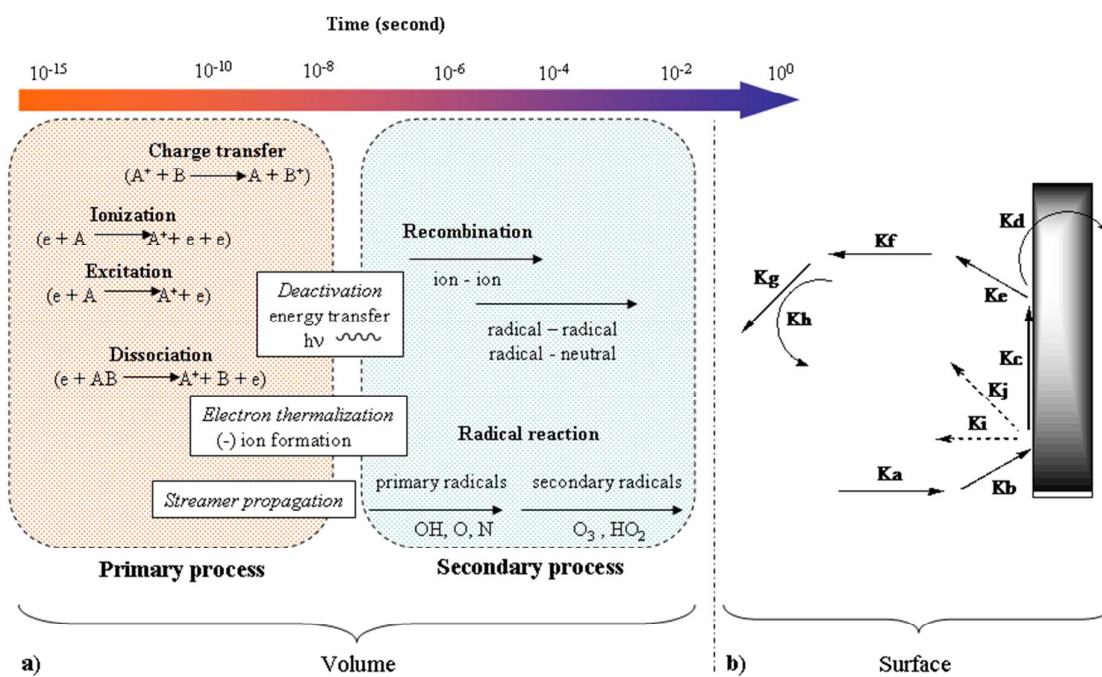 Time (second)
10-15 10-10 10-8 10-6 10-4 10-2 100
Charge transfer
(A+ + B → A + B+)
Ionization
(e + A → A+ + e + e)
Excitation
(e + A → A+ + e)
Dissociation
(e + AB → A+ + B + e)
Deactivation
energy transfer
hν
Electron thermalization
(-) ion formation
Streamer propagation
Primary process
Recombination
ion - ion
radical – radical
radical - neutral
Radical reaction
primary radicals secondary radicals
OH, O, N O3 , HO2
Secondary process
Kd
Kf
Ke
Kg
Kh
Kc
Kj
Ki
Ka
Kb
a) Volume
b) Surface